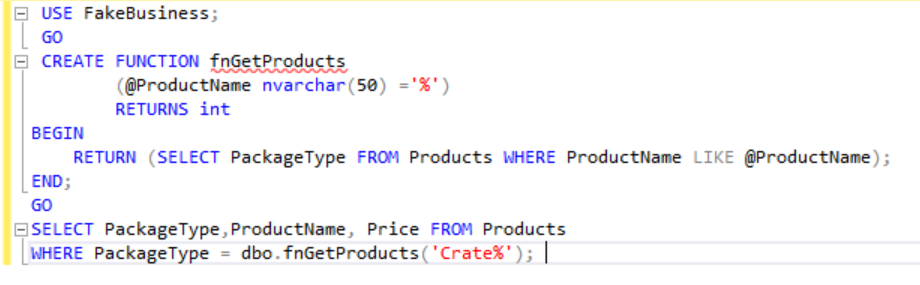 USE FakeBusiness;
GO
CREATE FUNCTION fnGetProducts
(@ProductName nvarchar(50) ='%')
RETURNS int
BEGIN
RETURN (SELECT PackageType FROM Products WHERE ProductName LIKE @ProductName);
END;
GO
SELECT PackageType,ProductName, Price FROM Products
WHERE PackageType = dbo.fnGetProducts('Crate%');